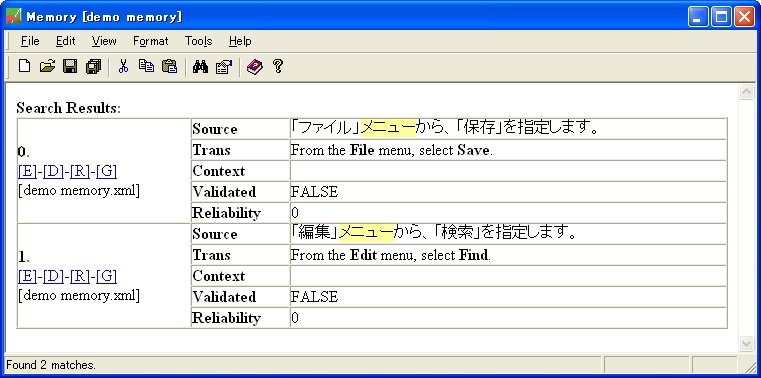 Memory [demo memory]
File Edit View Format Tools Help
Search Results:
0.
[E]-[D]-[R]-[G]
[demo memory.xml]
Source 「ファイル」メニューから、「保存」を指定します。
Trans From the File menu, select Save.
Context
Validated FALSE
Reliability 0
1.
[E]-[D]-[R]-[G]
[demo memory.xml]
Source 「編集」メニューから、「検索」を指定します。
Trans From the Edit menu, select Find.
Context
Validated FALSE
Reliability 0
Found 2 matches.